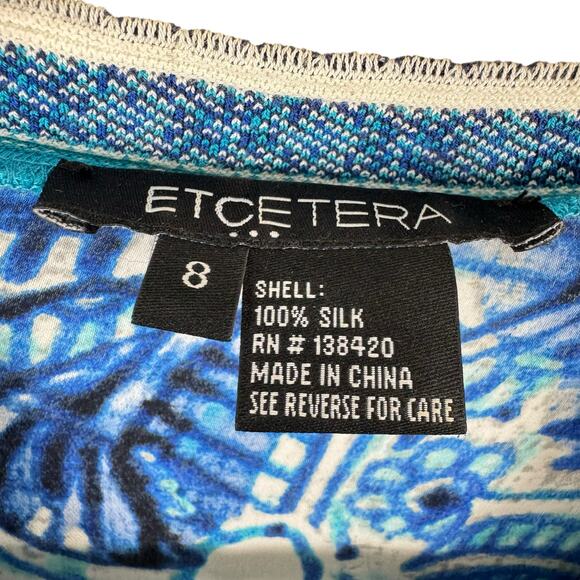 ETCETERA
8
SHELL:
100% SILK
RN # 138420
MADE IN CHINA
SEE REVERSE FOR CARE